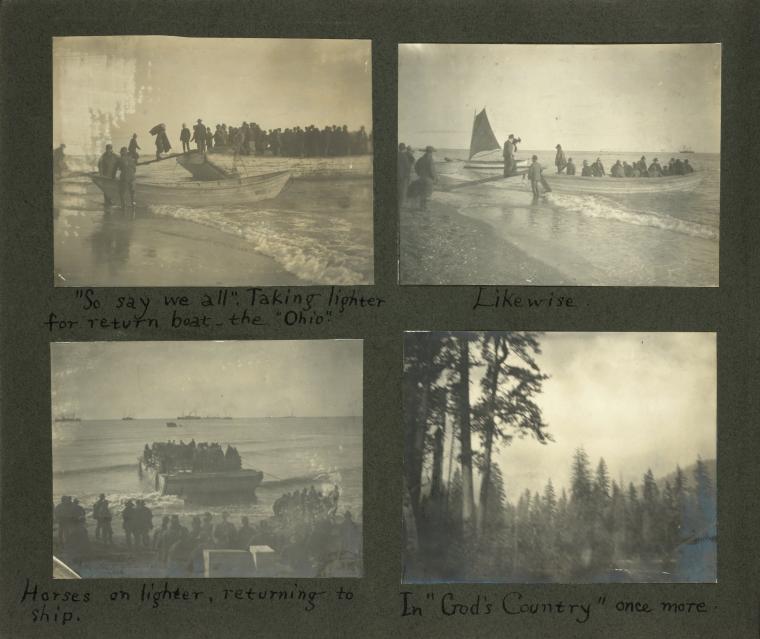 "So say we all". Taking lighter
for return boat - the "Ohio".
Likewise.
Horses on lighter, returning to
ship.
In "God's Country" once more.